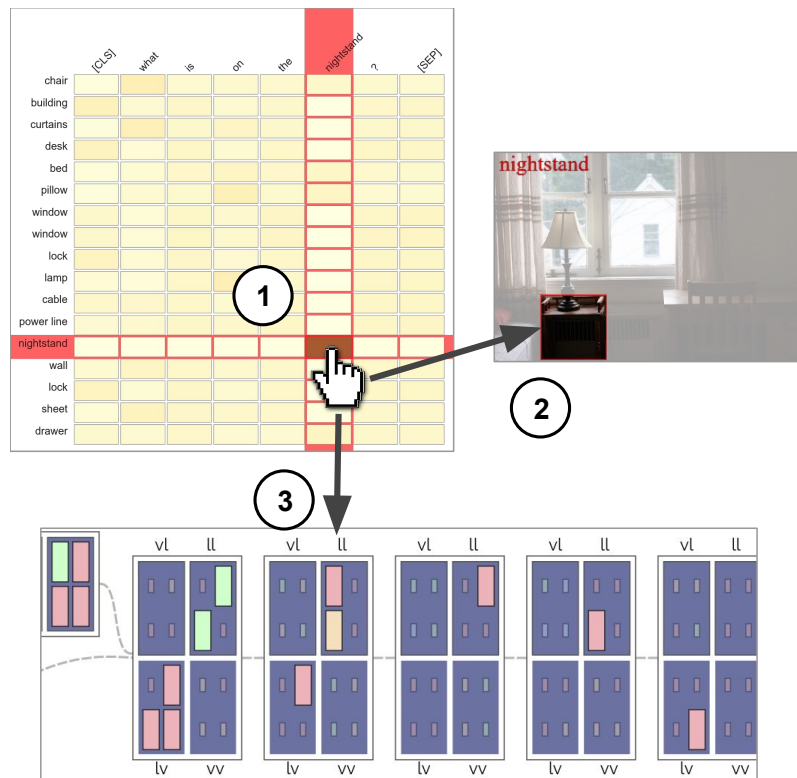 [CLS] what is on the nightstand ? [SEP]
chair
building
curtains
desk
bed
pillow
window
window
lock
lamp
cable
power line
nightstand
wall
lock
sheet
drawer
1
nightstand
2
3
vl ll vl ll vl ll vl ll vl ll
lv vv lv vv lv vv lv vv lv vv